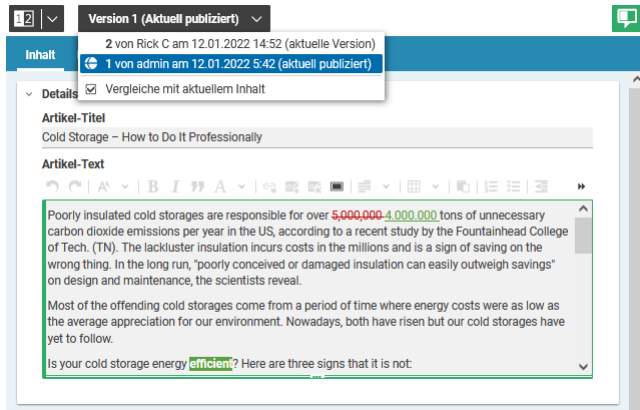 12
Version 1 (Aktuell publiziert)
2 von Rick C am 12.01.2022 14:52 (aktuelle Version)
Inhalt
1 von admin am 12.01.2022 5:42 (aktuell publiziert)
Vergleiche mit aktuellem Inhalt
Details
Artikel-Titel
Cold Storage – How to Do It Professionally
Artikel-Text
Poorly insulated cold storages are responsible for over 5,000,000 4.000.000 tons of unnecessary
carbon dioxide emissions per year in the US, according to a recent study by the Fountainhead College
of Tech. (TN). The lackluster insulation incurs costs in the millions and is a sign of saving on the
wrong thing. In the long run, "poorly conceived or damaged insulation can easily outweigh savings"
on design and maintenance, the scientists reveal.
Most of the offending cold storages come from a period of time where energy costs were as low as
the average appreciation for our environment. Nowadays, both have risen but our cold storages have
yet to follow.
Is your cold storage energy efficient? Here are three signs that it is not: